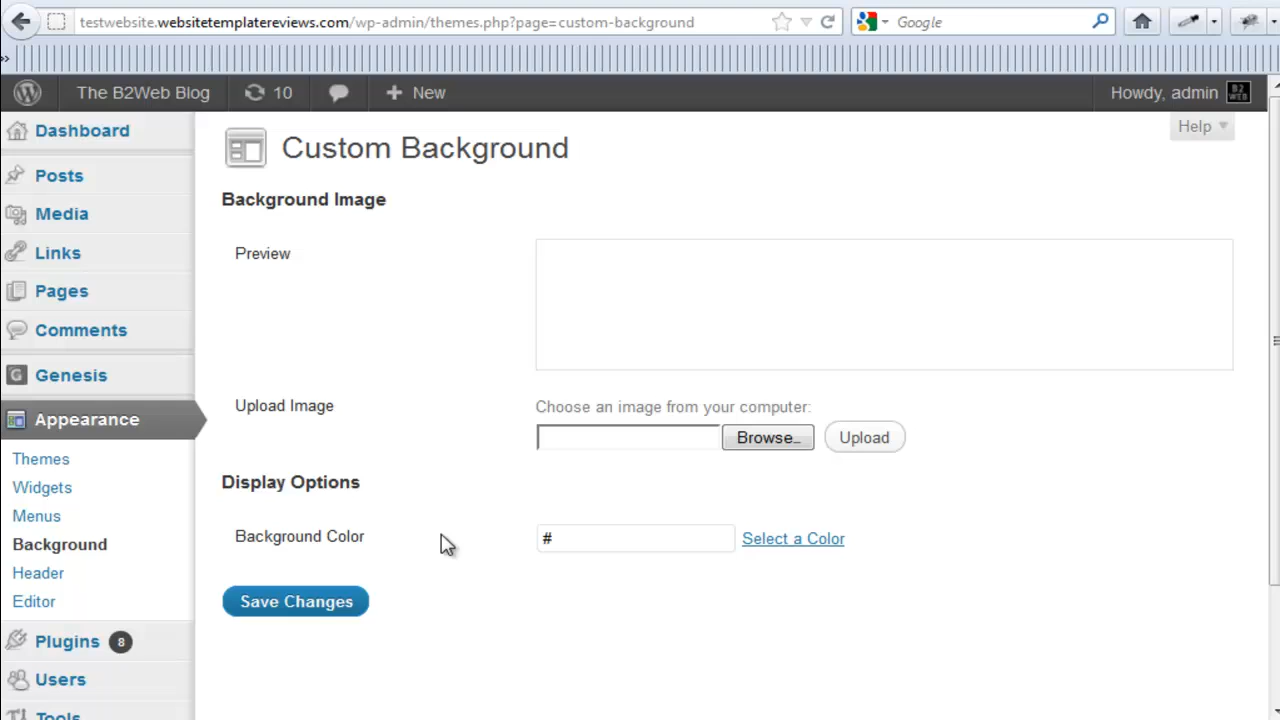 testwebsite.websitetemplatereviews.com/wp-admin/themes.php?page=custom-background
Google
The B2Web Blog
10
New
Howdy, admin
B2 WEB
Help
Dashboard
Posts
Media
Links
Pages
Comments
Genesis
Appearance
Themes
Widgets
Menus
Background
Header
Editor
Plugins 8
Users
Tools
Custom Background
Background Image
Preview
Upload Image
Choose an image from your computer:
Browse...
Upload
Display Options
Background Color
#
Select a Color
Save Changes